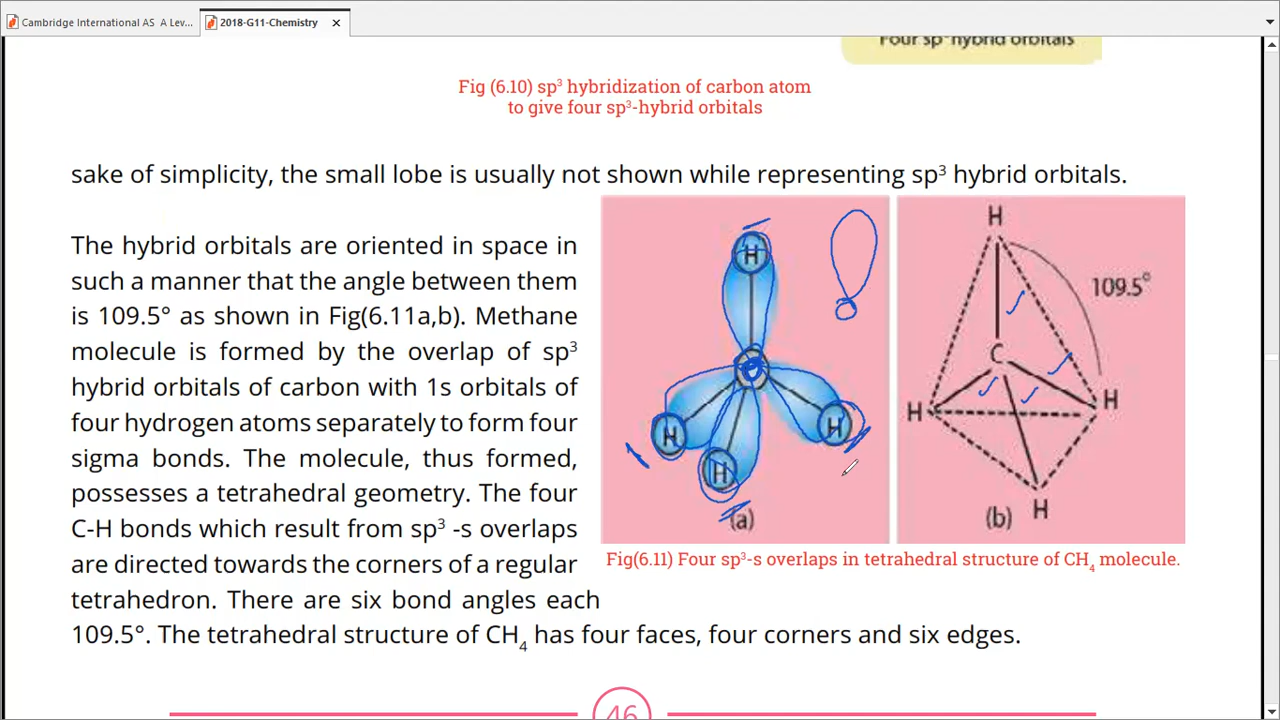 Cambridge International AS A Lev...
2018-G11-Chemistry
Four sp³ hybrid orbitals
Fig (6.10) sp³ hybridization of carbon atom
to give four sp³-hybrid orbitals
sake of simplicity, the small lobe is usually not shown while representing sp³ hybrid orbitals.
The hybrid orbitals are oriented in space in
such a manner that the angle between them
is 109.5° as shown in Fig(6.11a,b). Methane
molecule is formed by the overlap of sp³
hybrid orbitals of carbon with 1s orbitals of
four hydrogen atoms separately to form four
sigma bonds. The molecule, thus formed,
possesses a tetrahedral geometry. The four
C-H bonds which result from sp³ -s overlaps
are directed towards the corners of a regular
tetrahedron. There are six bond angles each
109.5°. The tetrahedral structure of CH₄ has four faces, four corners and six edges.
H
H
H
H
(a)
H
109.5°
C
H
H
H
(b)
Fig(6.11) Four sp³-s overlaps in tetrahedral structure of CH₄ molecule.
46